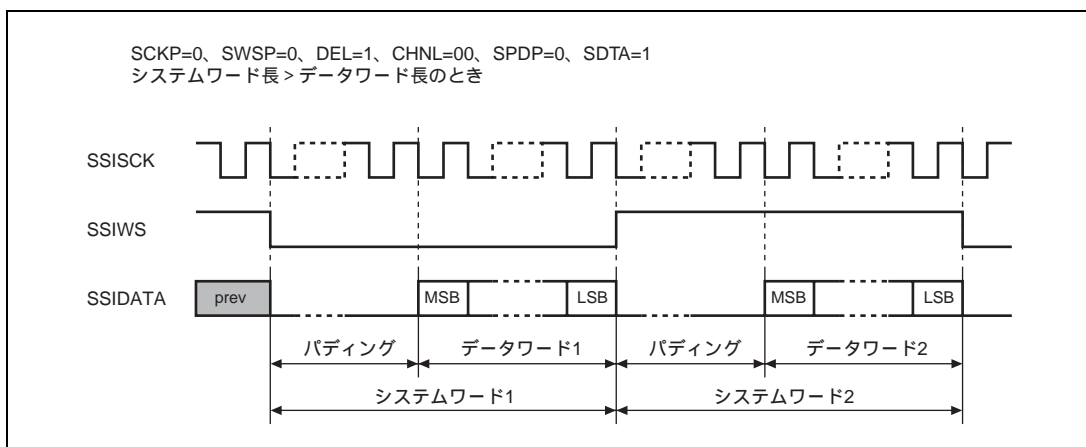 SCKP=0、SWSP=0、DEL=1、CHNL=00、SPDP=0、SDTA=1
システムワード長>データワード長のとき
SSISCK
SSIWS
SSIDATA
prev
MSB
LSB
MSB
LSB
パディング
データワード1
パディング
データワード2
システムワード1
システムワード2